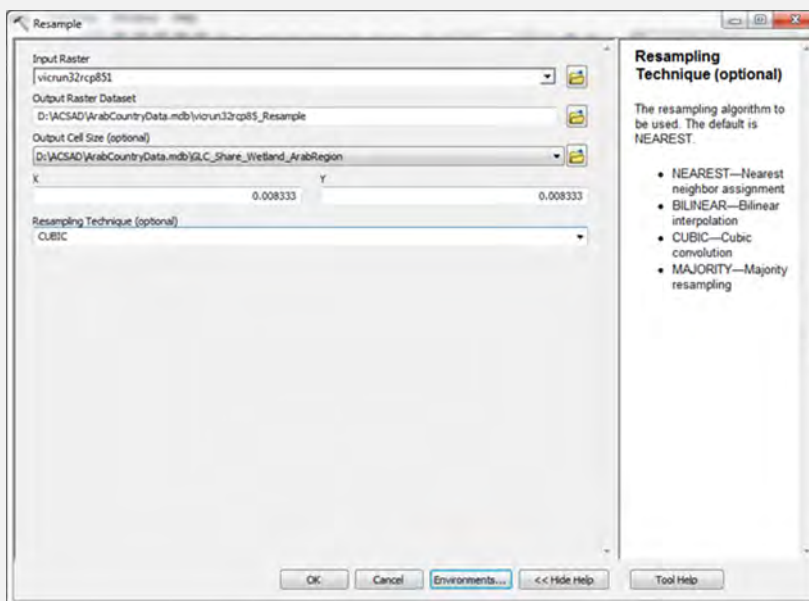 Resample
Input Raster
vicrun32rcp851
Output Raster Dataset
D:\ACSAD\ArabCountryData.mdb\vicrun32rcp85_Resample
Output Cell Size (optional)
D:\ACSAD\ArabCountryData.mdb\GLC_Share_Wetland_ArabRegion
X Y
0.008333 0.008333
Resampling Technique (optional)
CUBIC
OK Cancel Environments... << Hide Help
Resampling
Technique (optional)
The resampling algorithm to
be used. The default is
NEAREST.
• NEAREST—Nearest
neighbor assignment
• BILINEAR—Bilinear
interpolation
• CUBIC—Cubic
convolution
• MAJORITY—Majority
resampling
Tool Help